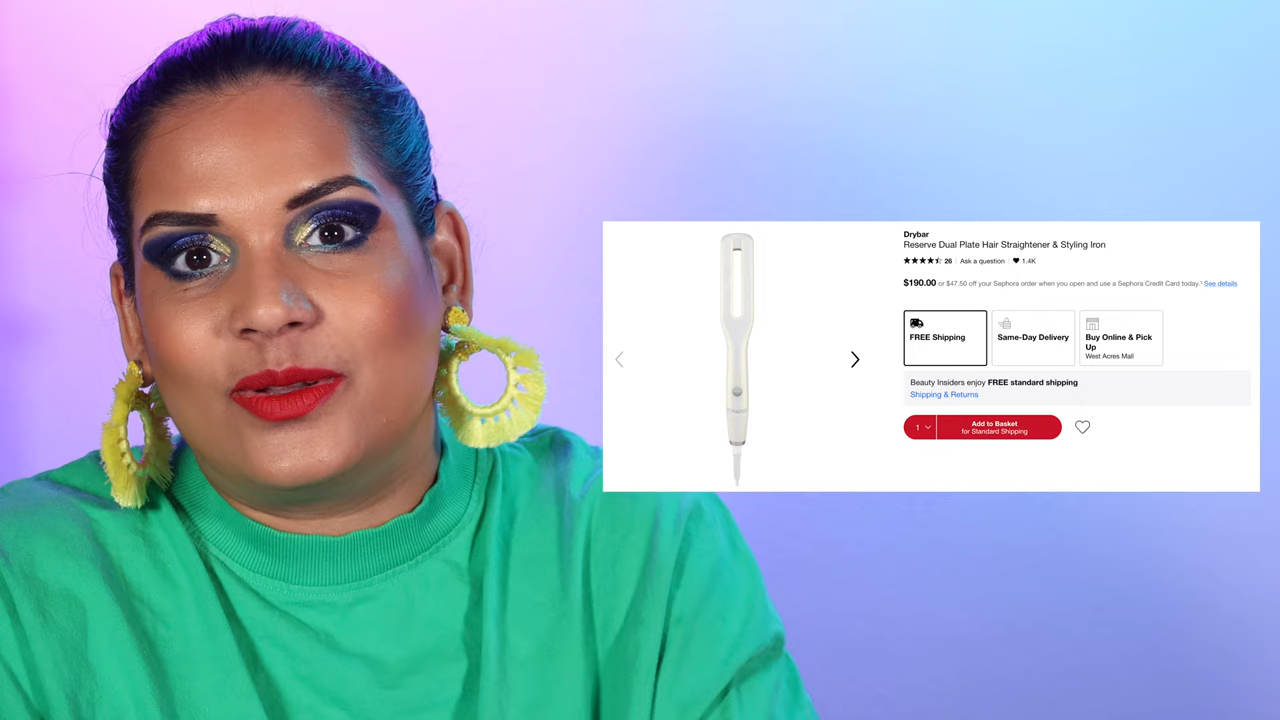 Drybar
Reserve Dual Plate Hair Straightener & Styling Iron
26 Ask a question 1.4K
$190.00 or $47.50 off your Sephora order when you open and use a Sephora Credit Card today.¹ See details
FREE Shipping
Same-Day Delivery
Buy Online & Pick
Up
West Acres Mall
Beauty Insiders enjoy FREE standard shipping
Shipping & Returns
1
Add to Basket
for Standard Shipping